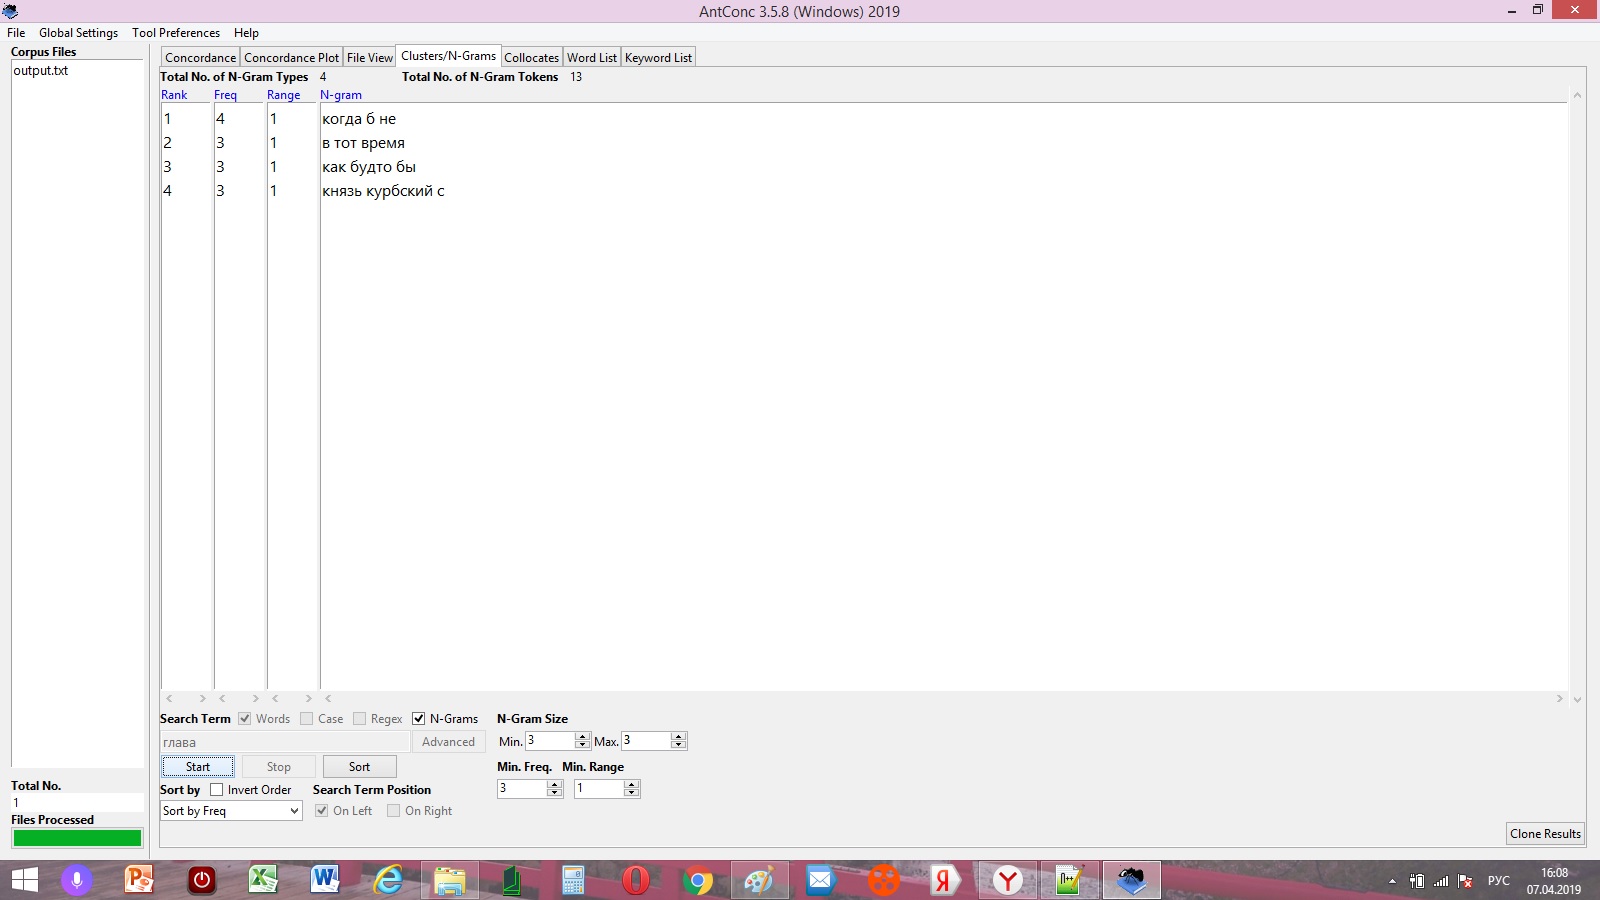 AntConc 3.5.8 (Windows) 2019
File Global Settings Tool Preferences Help
Corpus Files
output.txt
Concordance Concordance Plot File View Clusters/N-Grams Collocates Word List Keyword List
Total No. of N-Gram Types 4 Total No. of N-Gram Tokens 13
Rank Freq Range N-gram
1 4 1 когда б не
2 3 1 в тот время
3 3 1 как будто бы
4 3 1 князь курбский с
Search Term Words Case Regex N-Grams N-Gram Size
глава Advanced Min. 3 Max. 3
Start Stop Sort
Min. Freq. Min. Range
Sort by Invert Order Search Term Position
3 1
Sort by Freq On Left On Right
Total No.
1
Files Processed
Clone Results
РУС
16:08
07.04.2019